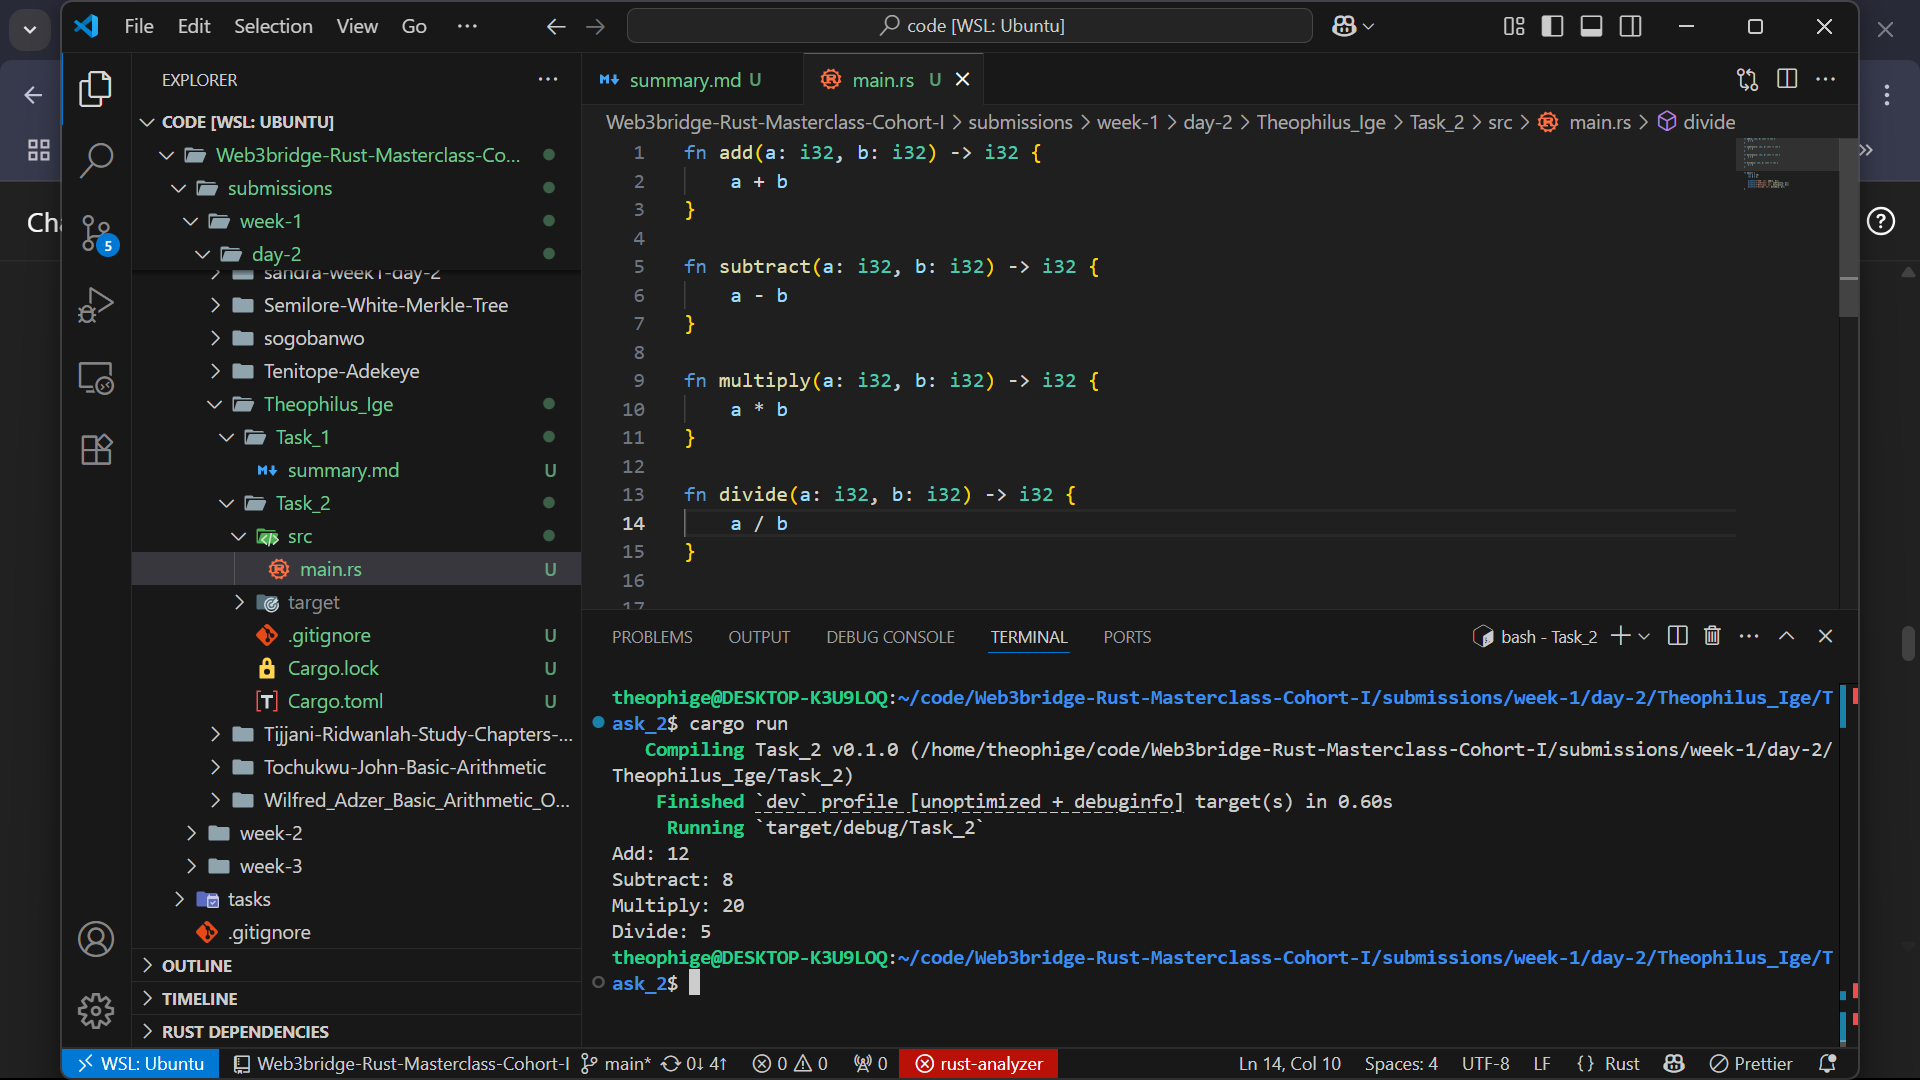 File Edit Selection View Go ··· code [WSL: Ubuntu]
EXPLORER ···
CODE [WSL: UBUNTU]
Web3bridge-Rust-Masterclass-Co...
submissions
week-1
day-2
sandra-week1-day-2
Semilore-White-Merkle-Tree
sogobanwo
Tenitope-Adekeye
Theophilus_Ige
Task_1
summary.md U
Task_2
src
main.rs U
target
.gitignore U
Cargo.lock U
Cargo.toml U
Tijjani-Ridwanlah-Study-Chapters-...
Tochukwu-John-Basic-Arithmetic
Wilfred_Adzer_Basic_Arithmetic_O...
week-2
week-3
tasks
.gitignore
OUTLINE
TIMELINE
RUST DEPENDENCIES
5
Cha
summary.md U main.rs U
Web3bridge-Rust-Masterclass-Cohort-I > submissions > week-1 > day-2 > Theophilus_Ige > Task_2 > src > main.rs > divide
1 fn add(a: i32, b: i32) -> i32 {
2 a + b
3 }
4
5 fn subtract(a: i32, b: i32) -> i32 {
6 a - b
7 }
8
9 fn multiply(a: i32, b: i32) -> i32 {
10 a * b
11 }
12
13 fn divide(a: i32, b: i32) -> i32 {
14 a / b
15 }
16
17
PROBLEMS OUTPUT DEBUG CONSOLE TERMINAL PORTS bash - Task_2
theophige@DESKTOP-K3U9LOQ:~/code/Web3bridge-Rust-Masterclass-Cohort-I/submissions/week-1/day-2/Theophilus_Ige/T
ask_2$ cargo run
Compiling Task_2 v0.1.0 (/home/theophige/code/Web3bridge-Rust-Masterclass-Cohort-I/submissions/week-1/day-2/
Theophilus_Ige/Task_2)
Finished `dev` profile [unoptimized + debuginfo] target(s) in 0.60s
Running `target/debug/Task_2`
Add: 12
Subtract: 8
Multiply: 20
Divide: 5
theophige@DESKTOP-K3U9LOQ:~/code/Web3bridge-Rust-Masterclass-Cohort-I/submissions/week-1/day-2/Theophilus_Ige/T
ask_2$
WSL: Ubuntu Web3bridge-Rust-Masterclass-Cohort-I main* 0↓ 4↑ 0 0 0 rust-analyzer Ln 14, Col 10 Spaces: 4 UTF-8 LF {} Rust Prettier